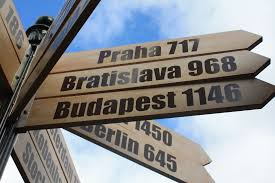 Praha 717
Bratislava 968
Budapest 1146
1450
Berlin 645